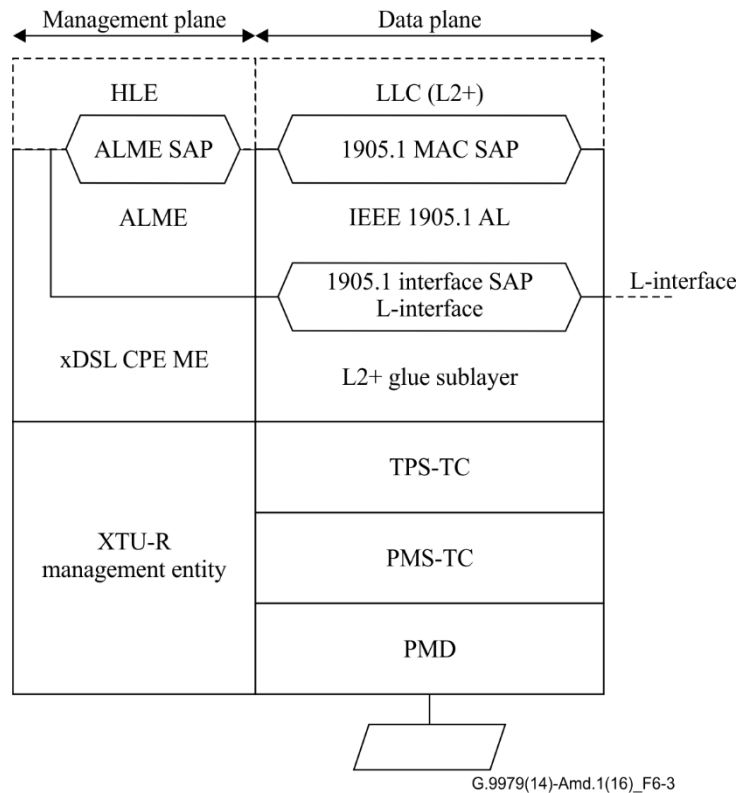 Management plane
Data plane
HLE
LLC (L2+)
ALME SAP
1905.1 MAC SAP
ALME
IEEE 1905.1 AL
1905.1 interface SAP
L-interface
L-interface
xDSL CPE ME
L2+ glue sublayer
TPS-TC
XTU-R
management entity
PMS-TC
PMD
G.9979(14)-Amd.1(16)_F6-3